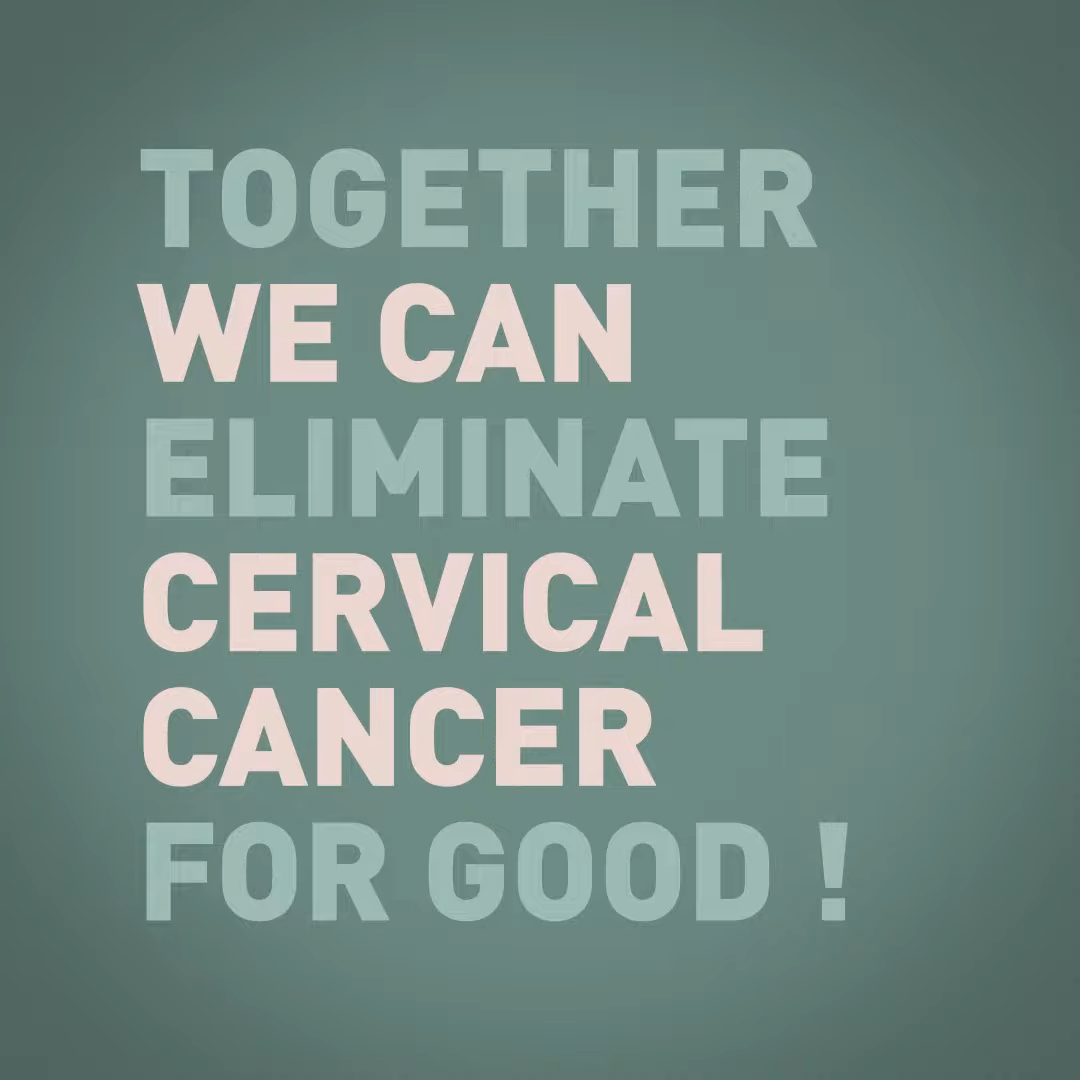 TOGETHER
WE CAN
ELIMINATE
CERVICAL
CANCER
FOR GOOD !